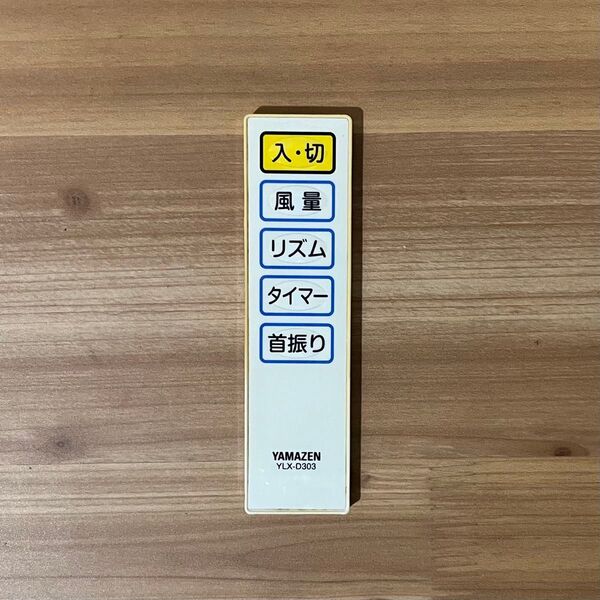 入・切
風量
リズム
タイマー
首振り
YAMAZEN
YLX-D303